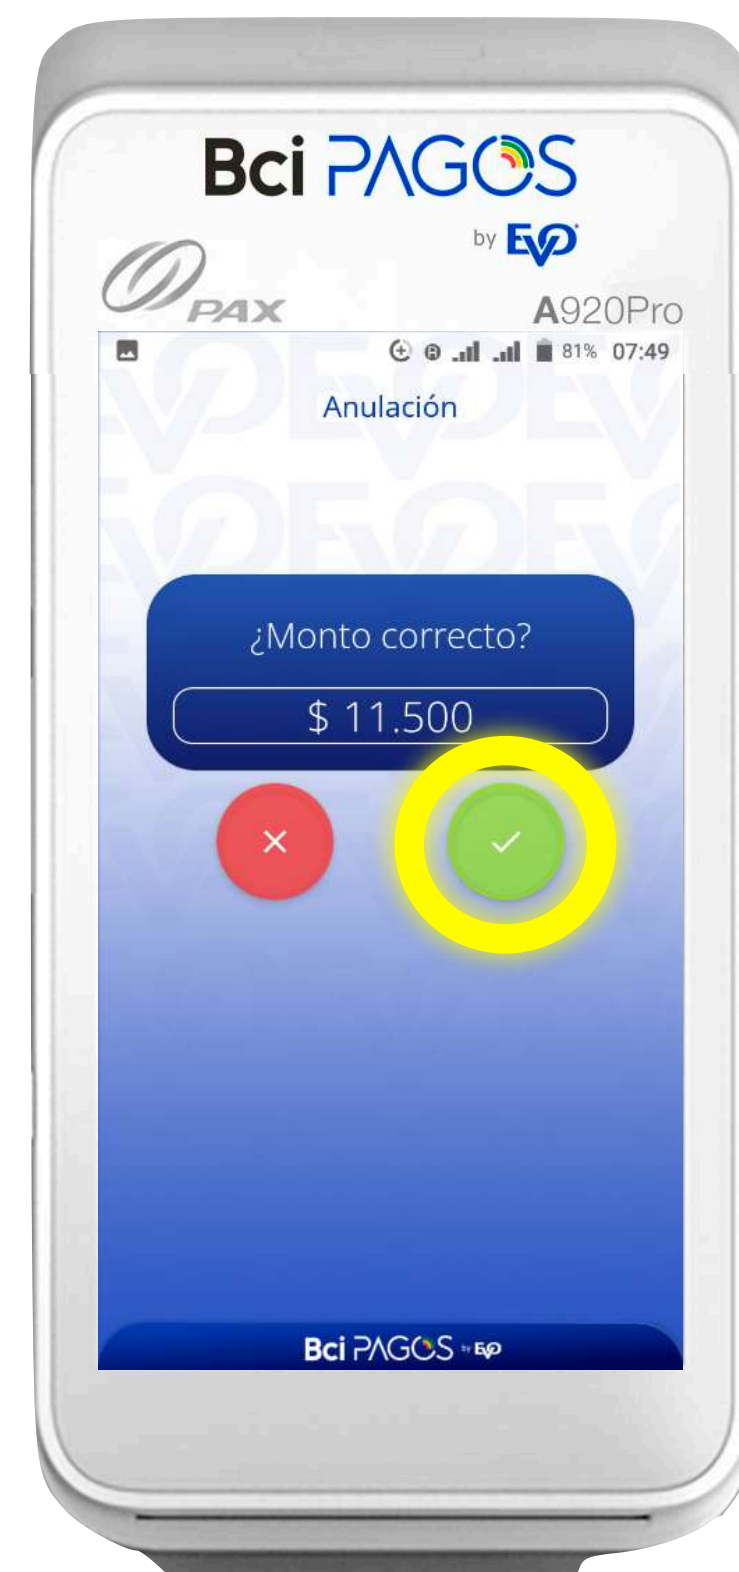 Bci PAGOS
by EVO
PAX
A920Pro
81% 07:49
Anulación
¿Monto correcto?
$ 11.500
Bci PAGOS by EVO